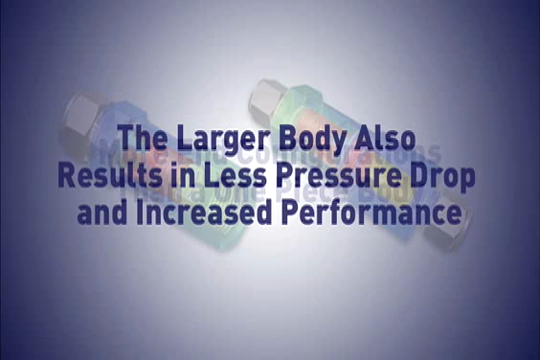 The Larger Body Also
Results in Less Pressure Drop
and Increased Performance